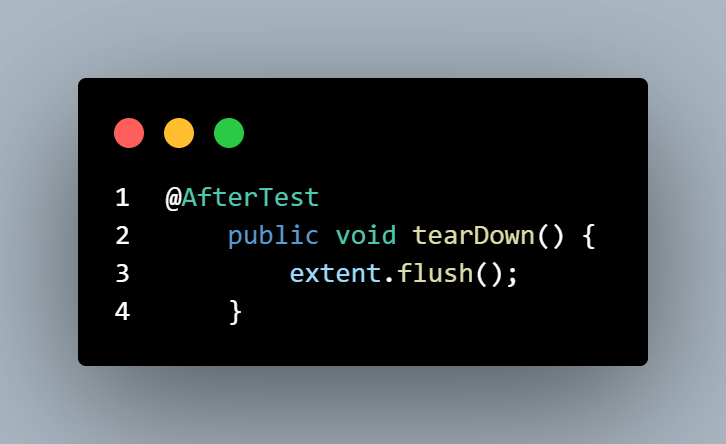 1 @AfterTest
2 public void tearDown() {
3 extent.flush();
4 }